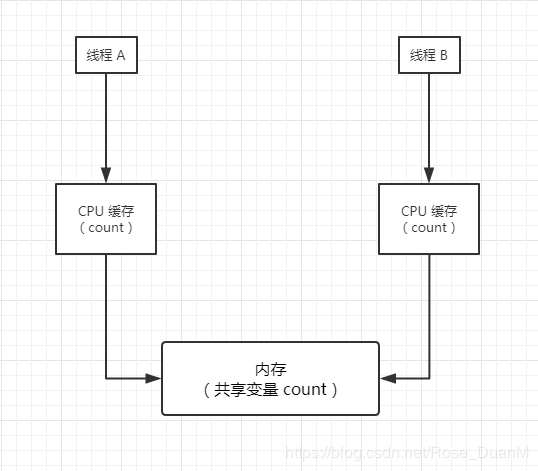 线程 A
线程 B
CPU 缓存
（count）
CPU 缓存
（count）
内存
（共享变量 count）
https://blog.csdn.net/Rose_DuanM